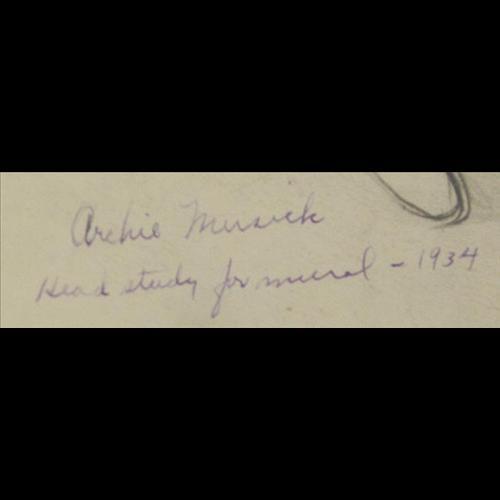 Archie Musick
Head study for mural - 1934